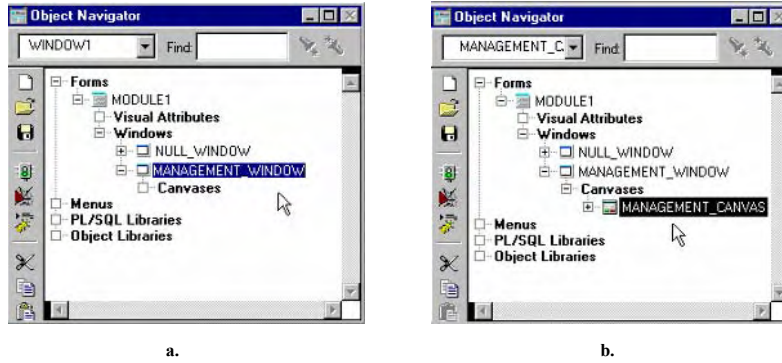 Object Navigator
WINDOW1 Find:
Forms
MODULE1
Visual Attributes
Windows
NULL_WINDOW
MANAGEMENT_WINDOW
Canvases
Menus
PL/SQL Libraries
Object Libraries
a.
Object Navigator
MANAGEMENT_C Find:
Forms
MODULE1
Visual Attributes
Windows
NULL_WINDOW
MANAGEMENT_WINDOW
Canvases
MANAGEMENT_CANVAS
Menus
PL/SQL Libraries
Object Libraries
b.